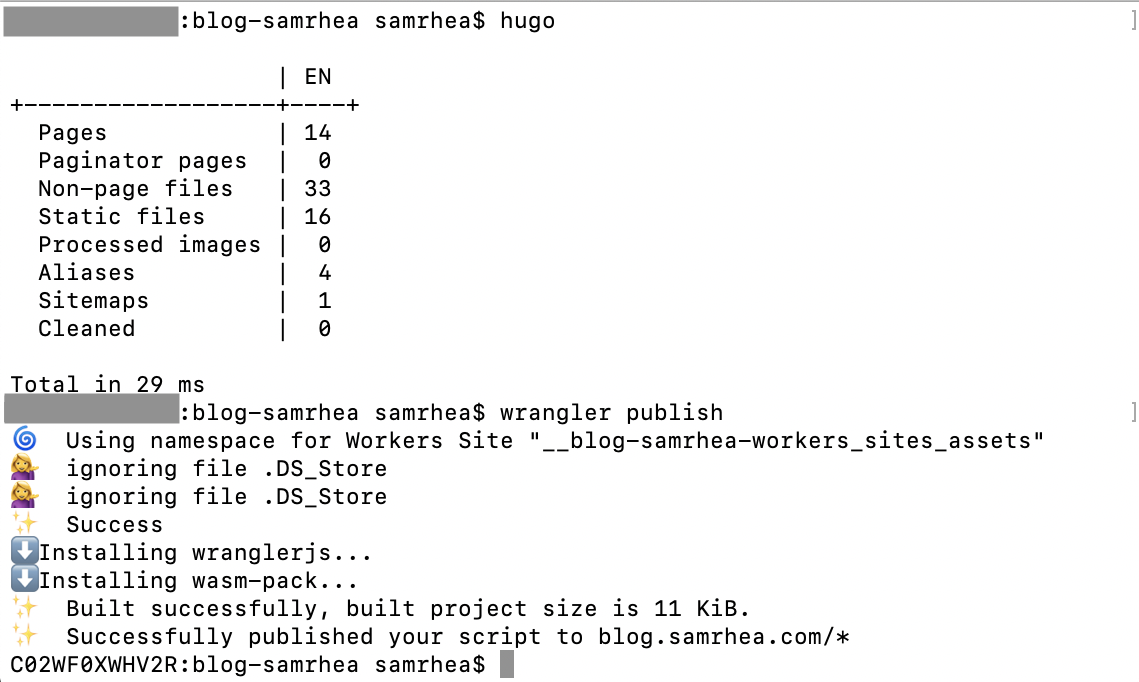 :blog-samrhea samrhea$ hugo
| EN
+------------------+----+
Pages | 14
Paginator pages | 0
Non-page files | 33
Static files | 16
Processed images | 0
Aliases | 4
Sitemaps | 1
Cleaned | 0
Total in 29 ms
:blog-samrhea samrhea$ wrangler publish
🌀 Using namespace for Workers Site "__blog-samrhea-workers_sites_assets"
💁‍♀️ ignoring file .DS_Store
💁‍♀️ ignoring file .DS_Store
✨ Success
⬇️Installing wranglerjs...
⬇️Installing wasm-pack...
✨ Built successfully, built project size is 11 KiB.
✨ Successfully published your script to blog.samrhea.com/*
C02WF0XWHV2R:blog-samrhea samrhea$